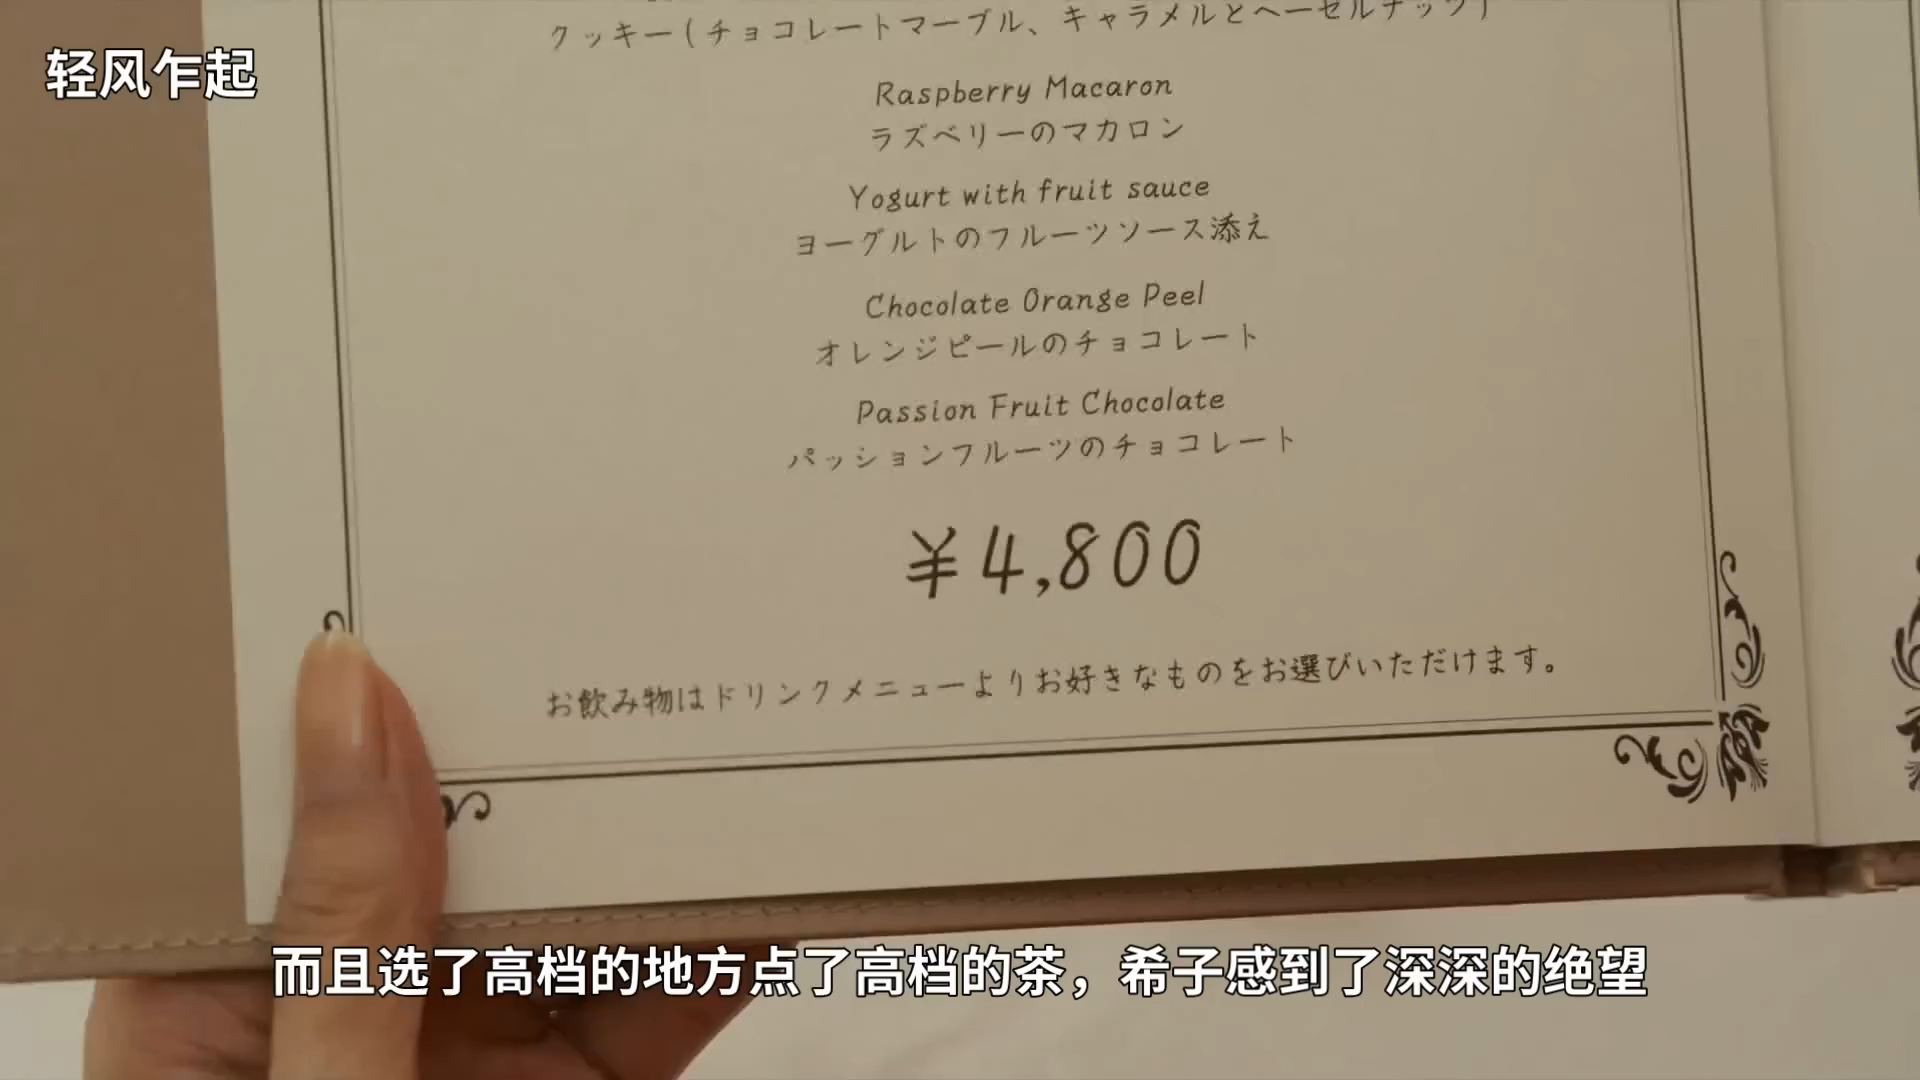 クッキー(チョコレートマーブル、キャラメルとヘーゼルナッツ)
轻风乍起
Raspberry Macaron
ラズベリーのマカロン
Yogurt with fruit sauce
ヨーグルトのフルーツソース添え
Chocolate Orange Peel
オレンジピールのチョコレート
Passion Fruit Chocolate
パッションフルーツのチョコレート
¥4,800
お飲み物はドリンクメニューよりお好きなものをお選びいただけます。
而且选了高档的地方点了高档的茶，希子感到了深深的绝望